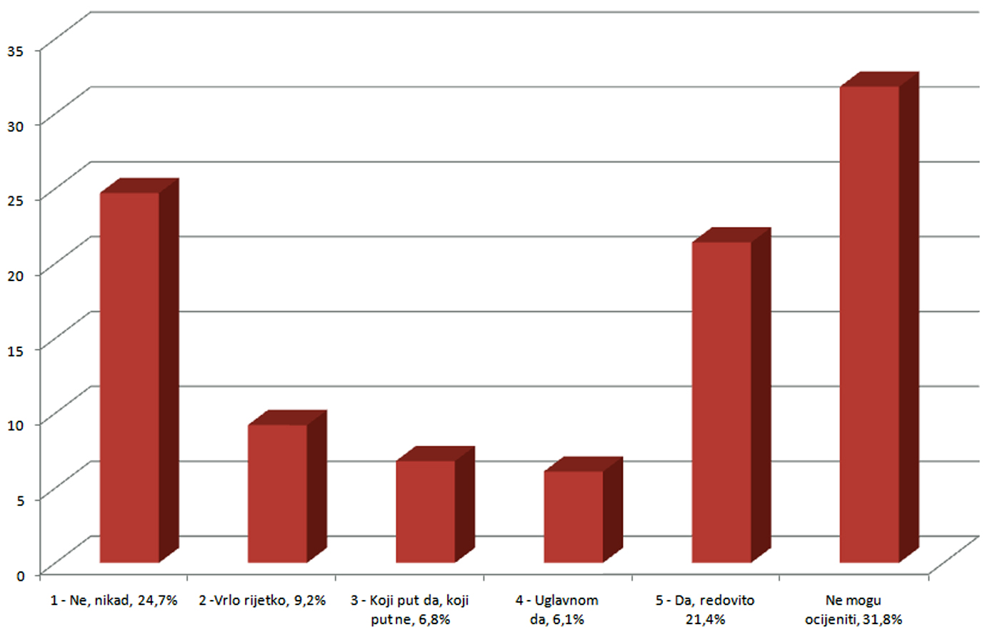 35
30
25
20
15
10
5
0
1 - Ne, nikad, 24,7%
2 -Vrlo rijetko, 9,2%
3 - Koji put da, koji
put ne, 6,8%
4 - Uglavnom
da, 6,1%
5 - Da, redovito
21,4%
Ne mogu
ocijeniti, 31,8%